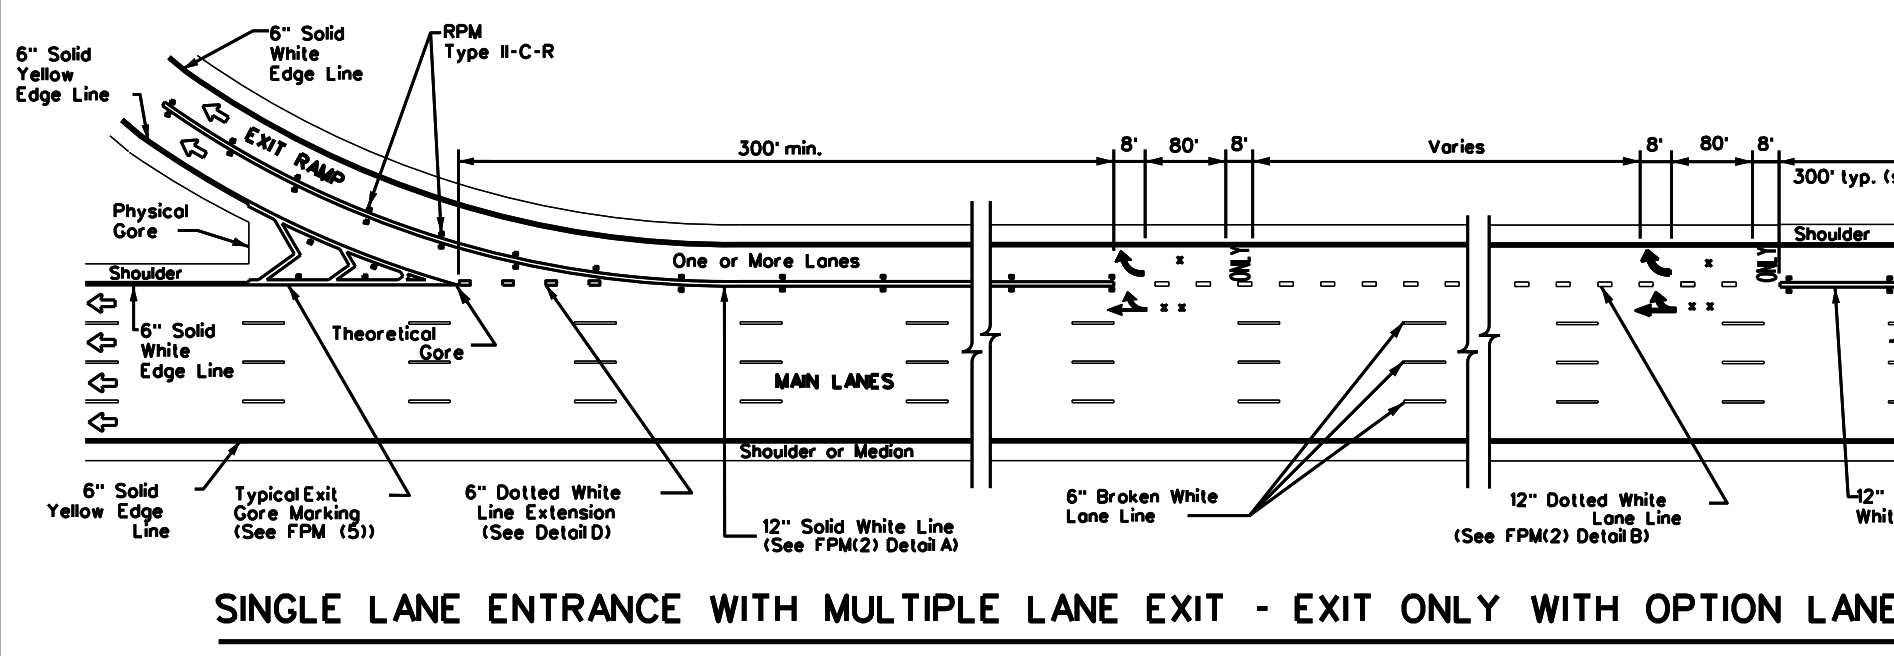 6" Solid
White
Edge Line
RPM
Type II-C-R
6" Solid
Yellow
Edge Line
EXIT RAMP
300' min.
8'
80'
8'
Varies
8'
80'
8'
300' typ. (s
Physical
Gore
Shoulder
One or More Lanes
ONLY
ONLY
Shoulder
x
x x
x
x x
6" Solid
White
Edge Line
Theoretical
Gore
MAIN LANES
Shoulder or Median
6" Solid
Yellow Edge
Line
Typical Exit
Gore Marking
(See FPM (5))
6" Dotted White
Line Extension
(See Detail D)
12" Solid White Line
(See FPM(2) Detail A)
6" Broken White
Lane Line
12" Dotted White
Lane Line
(See FPM(2) Detail B)
12"
Whit
SINGLE LANE ENTRANCE WITH MULTIPLE LANE EXIT - EXIT ONLY WITH OPTION LANE